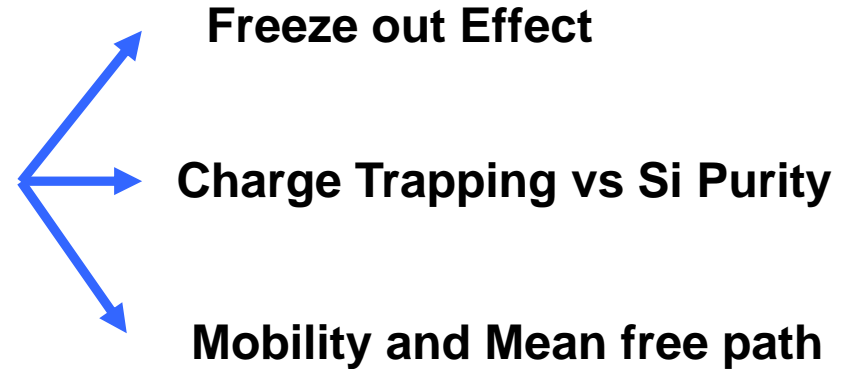 Freeze out Effect
Charge Trapping vs Si Purity
Mobility and Mean free path